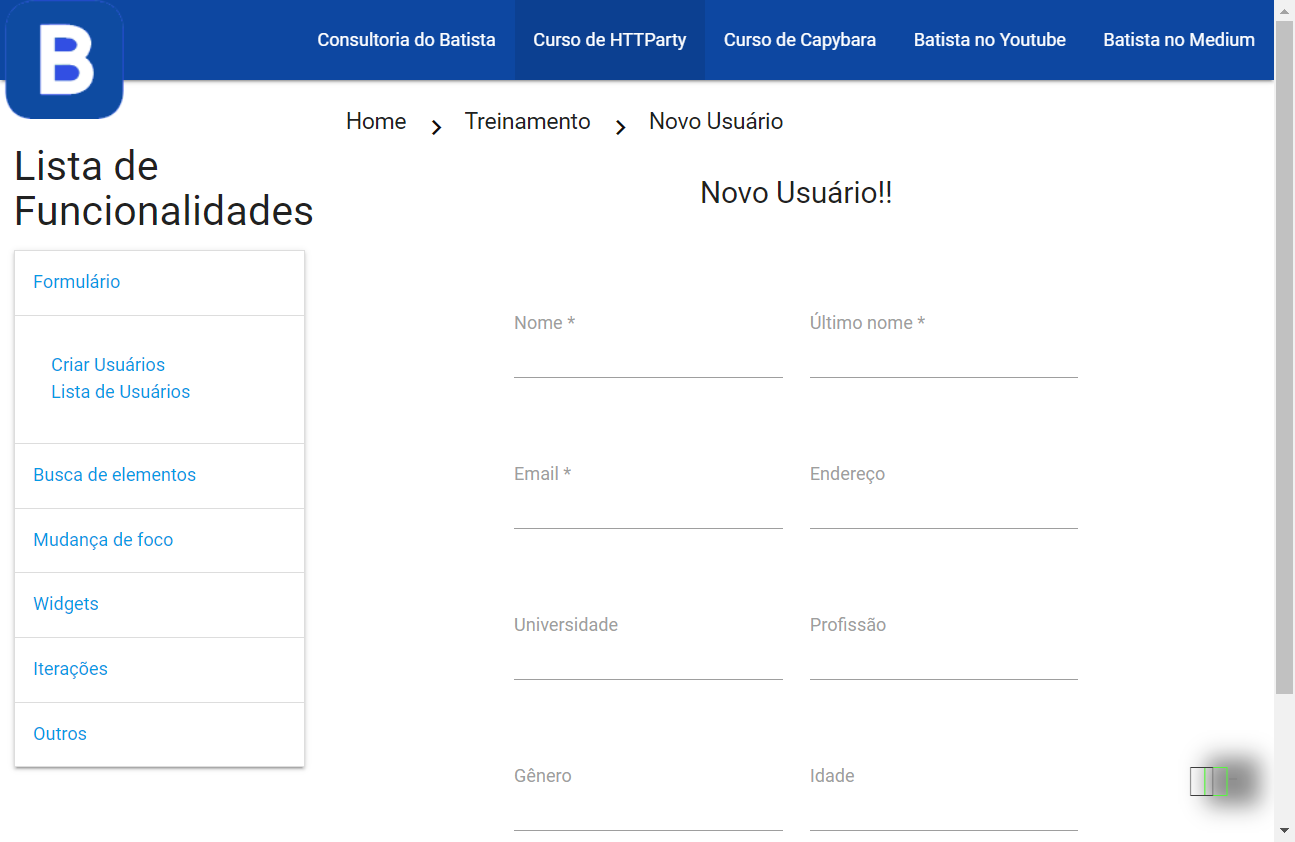 B
Consultoria do Batista
Curso de HTTParty
Curso de Capybara
Batista no Youtube
Batista no Medium
Home
Treinamento
Novo Usuário
Lista de
Funcionalidades
Formulário
Criar Usuários
Lista de Usuários
Busca de elementos
Mudança de foco
Widgets
Iterações
Outros
Novo Usuário!!
Nome *
Último nome *
Email *
Endereço
Universidade
Profissão
Gênero
Idade